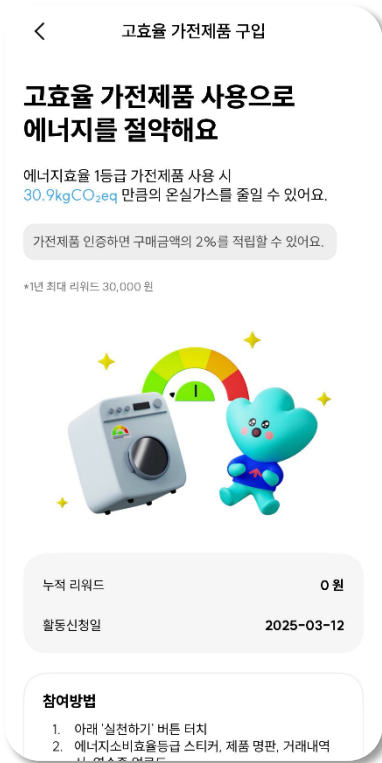 고효율 가전제품 구입
고효율 가전제품 사용으로
에너지를 절약해요
에너지효율 1등급 가전제품 사용 시
30.9kgCO₂eq 만큼의 온실가스를 줄일 수 있어요.
가전제품 인증하면 구매금액의 2%를 적립할 수 있어요.
*1년 최대 리워드 30,000 원
누적 리워드 0 원
활동신청일 2025-03-12
참여방법
1. 아래 '실천하기' 버튼 터치
2. 에너지소비효율등급 스티커, 제품 명판, 거래내역